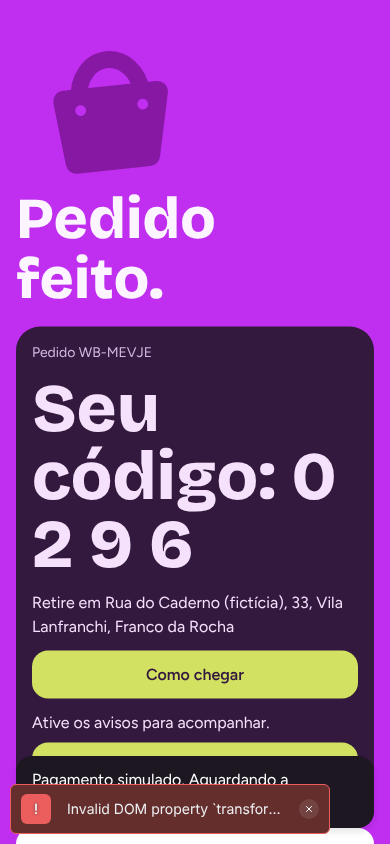 Pedido
feito.
Pedido WB-MEVJE
Seu
código: 0
2 9 6
Retire em Rua do Caderno (fictícia), 33, Vila
Lanfranchi, Franco da Rocha
Como chegar
Ative os avisos para acompanhar.
Pagamento simulado. Aguardando a
! Invalid DOM property `transfor...